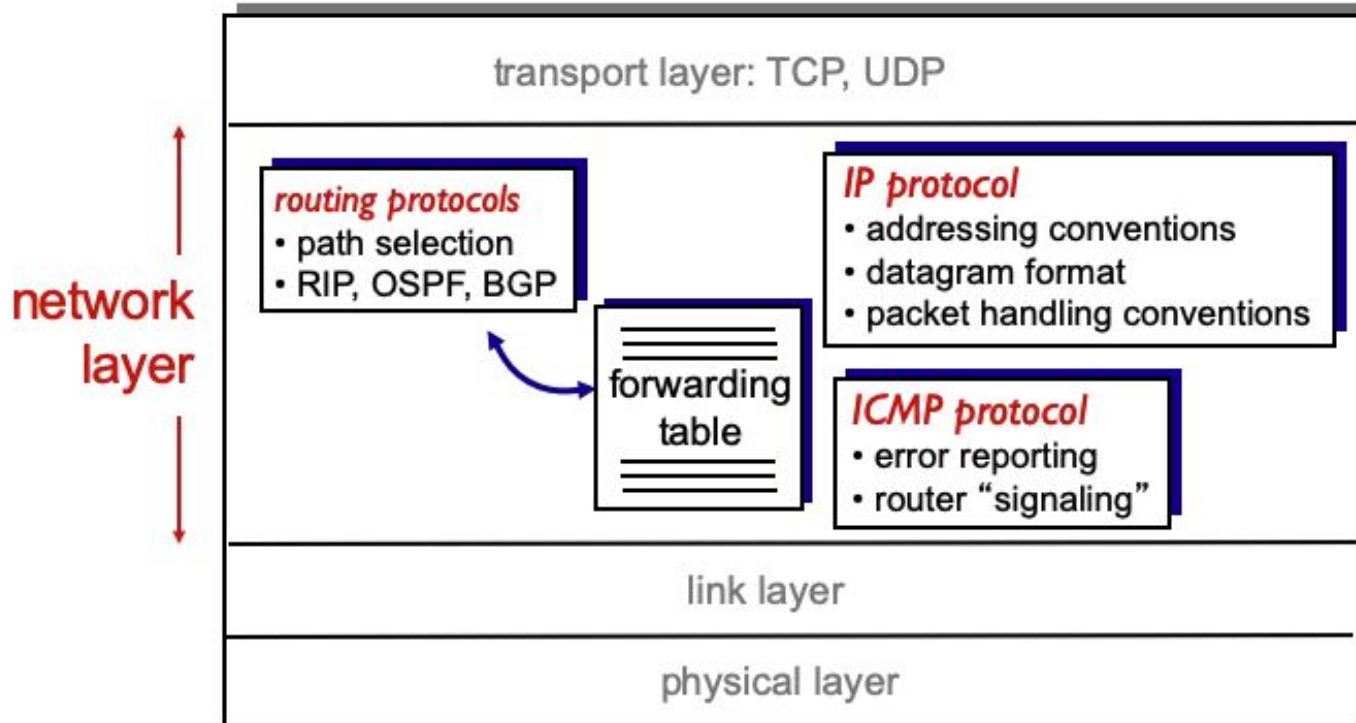 transport layer: TCP, UDP
network
layer
routing protocols
• path selection
• RIP, OSPF, BGP
forwarding
table
IP protocol
• addressing conventions
• datagram format
• packet handling conventions
ICMP protocol
• error reporting
• router “signaling”
link layer
physical layer